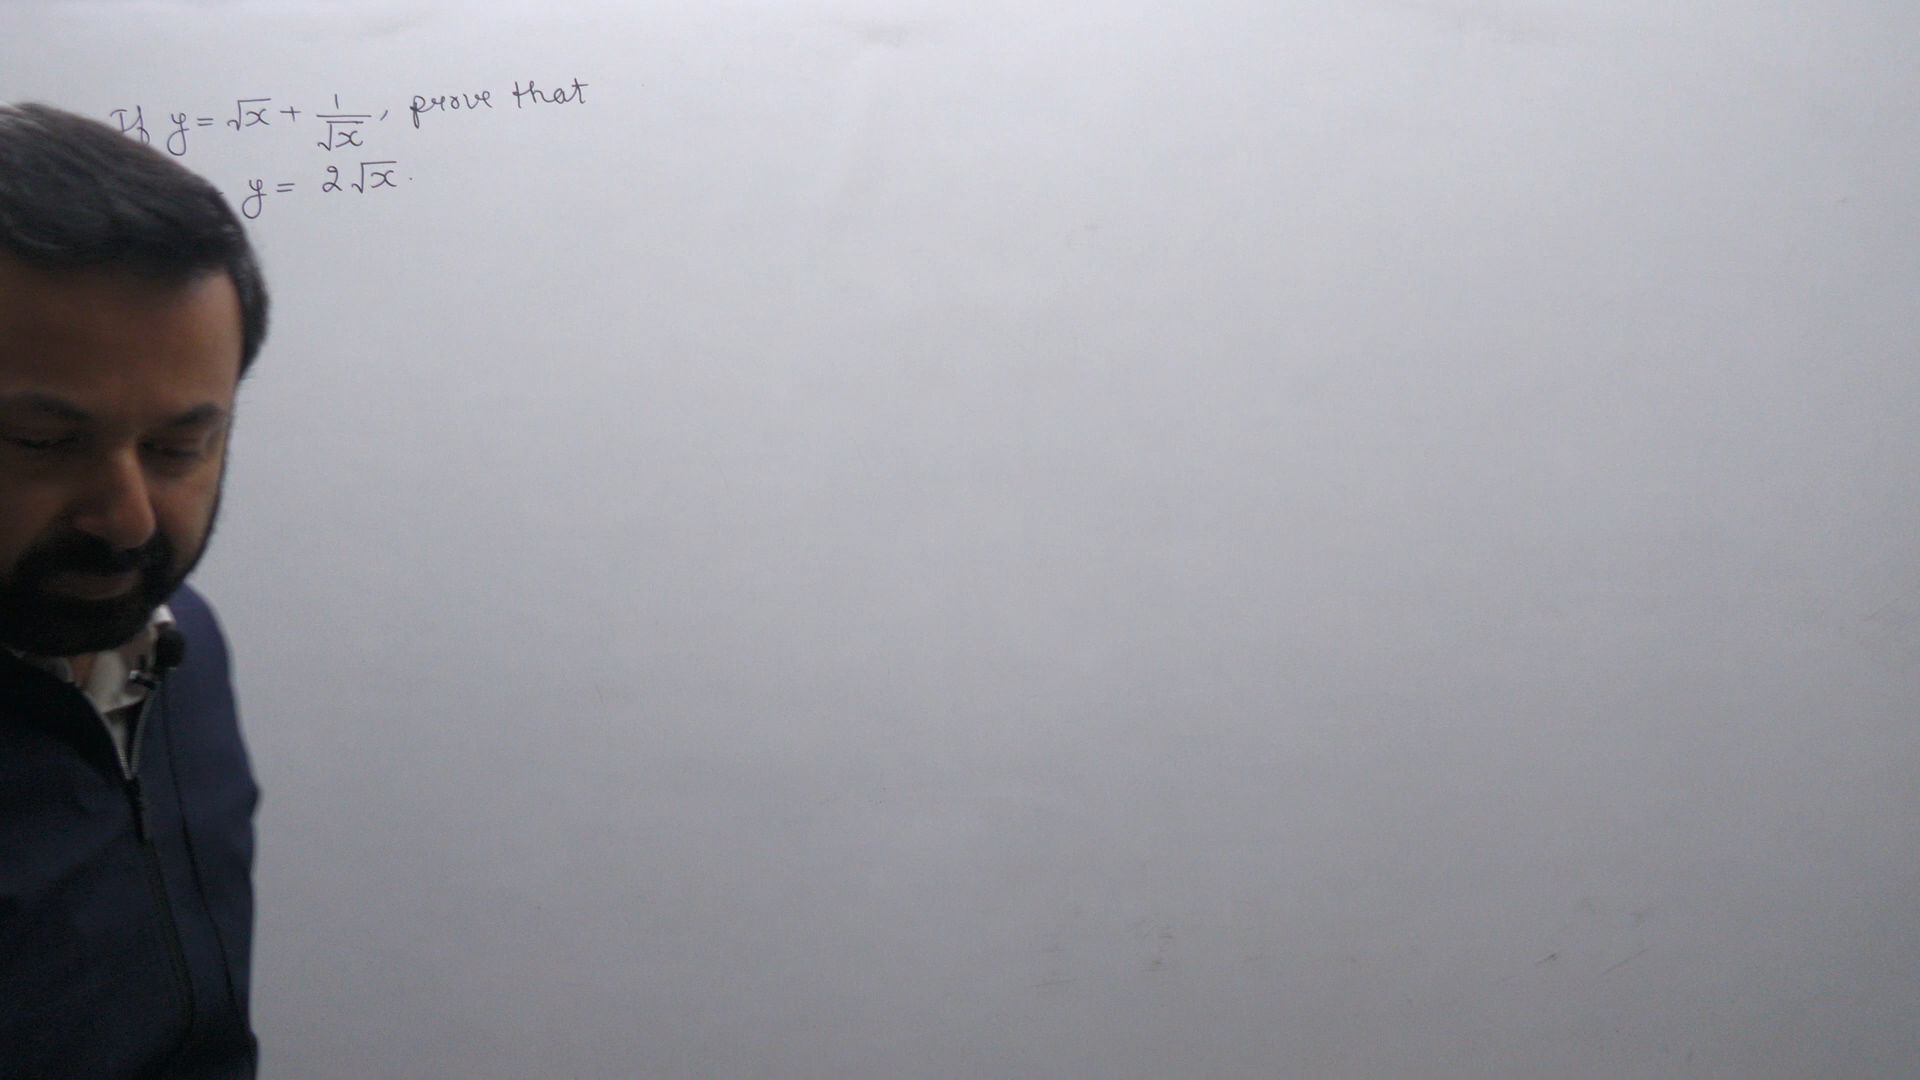 If y = √x + 1/√x, prove that
y = 2√x.